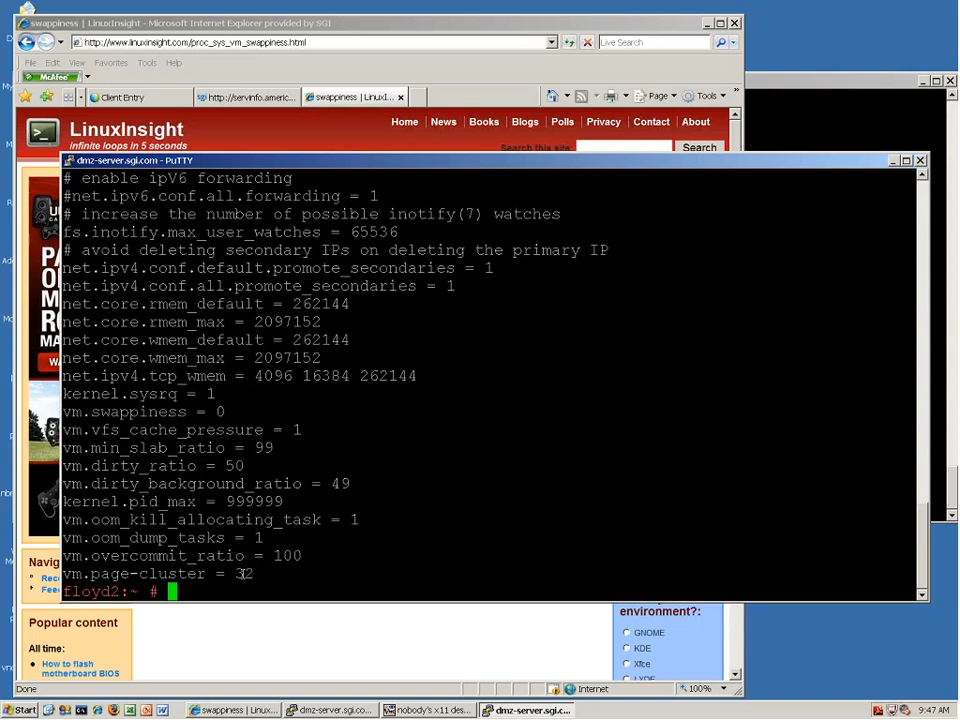 swappiness | LinuxInsight - Microsoft Internet Explorer provided by SGI
http://www.linuxinsight.com/proc_sys_vm_swappiness.html
Live Search
File Edit View Favorites Tools Help
McAfee
Client Entry
http://servinfo.americ...
swappiness | LinuxI...
Page
Tools
LinuxInsight
infinite loops in 5 seconds
Home News Books Blogs Polls Privacy Contact About
Search this site:
Search
dmz-server.sgi.com - PuTTY
# enable ipV6 forwarding
#net.ipv6.conf.all.forwarding = 1
# increase the number of possible inotify(7) watches
fs.inotify.max_user_watches = 65536
# avoid deleting secondary IPs on deleting the primary IP
net.ipv4.conf.default.promote_secondaries = 1
net.ipv4.conf.all.promote_secondaries = 1
net.core.rmem_default = 262144
net.core.rmem_max = 2097152
net.core.wmem_default = 262144
net.core.wmem_max = 2097152
net.ipv4.tcp_wmem = 4096 16384 262144
kernel.sysrq = 1
vm.swappiness = 0
vm.vfs_cache_pressure = 1
vm.min_slab_ratio = 99
vm.dirty_ratio = 50
vm.dirty_background_ratio = 49
kernel.pid_max = 999999
vm.oom_kill_allocating_task = 1
vm.oom_dump_tasks = 1
vm.overcommit_ratio = 100
vm.page-cluster = 32
floyd2:~ #
Navig
Rec
Fee
environment?:
Popular content
GNOME
KDE
Xfce
All time:
How to flash
motherboard BIOS
Done
Internet
100%
Start
swappiness | Linux...
dmz-server.sgi.co...
nobody's x11 des...
dmz-server.sgi.c...
9:47 AM